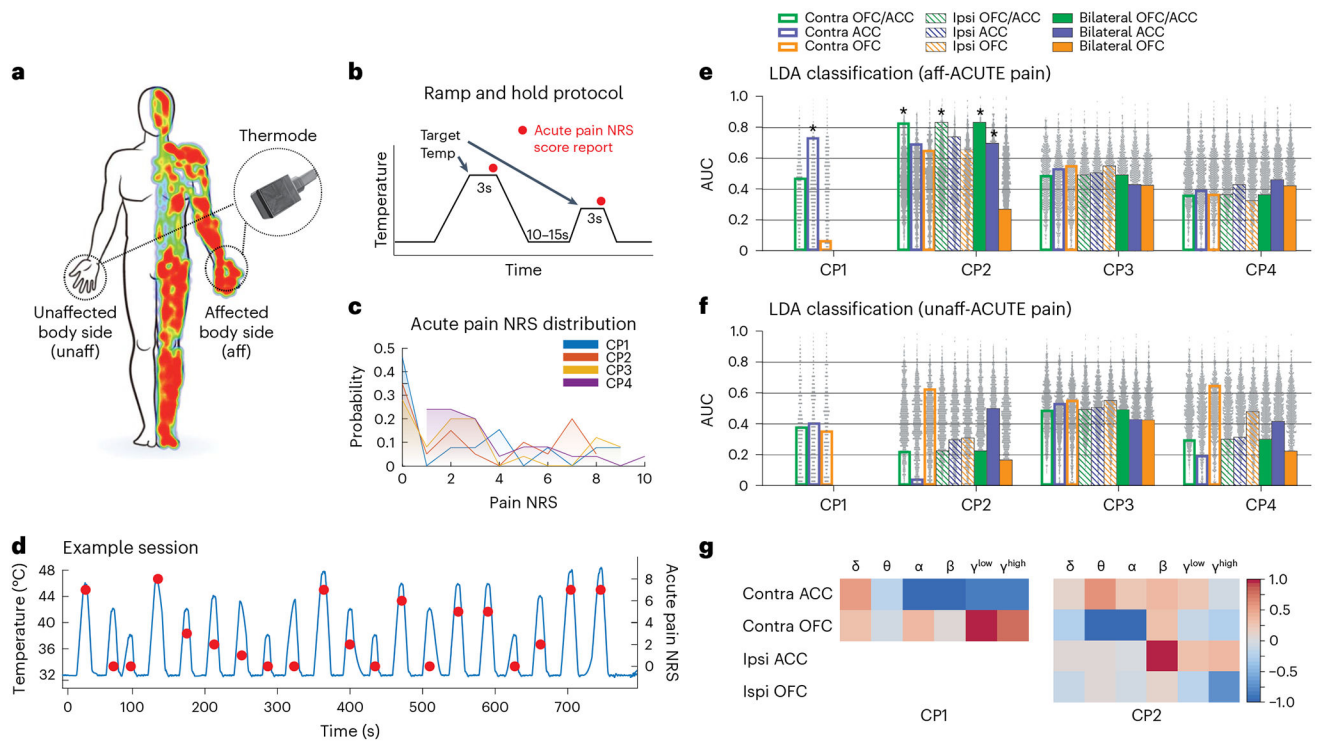 Contra OFC/ACC Ipsi OFC/ACC Bilateral OFC/ACC
Contra ACC Ipsi ACC Bilateral ACC
Contra OFC Ipsi OFC Bilateral OFC
a
Thermode
Unaffected
body side
(unaff)
Affected
body side
(aff)
b
Ramp and hold protocol
Target
Temp
Acute pain NRS
score report
Temperature
3s
10–15s
3s
Time
c
Acute pain NRS distribution
CP1
CP2
CP3
CP4
Probability
0.5
0.4
0.3
0.2
0.1
0
0 2 4 6 8 10
Pain NRS
d
Example session
Temperature (°C)
48
44
40
36
32
Acute pain NRS
8
6
4
2
0
0 100 200 300 400 500 600 700
Time (s)
e
LDA classification (aff-ACUTE pain)
AUC
1.0
0.8
0.6
0.4
0.2
0
* * * * *
CP1 CP2 CP3 CP4
f
LDA classification (unaff-ACUTE pain)
AUC
1.0
0.8
0.6
0.4
0.2
0
CP1 CP2 CP3 CP4
g
δ θ α β γlow γhigh
δ θ α β γlow γhigh
Contra ACC
Contra OFC
Ipsi ACC
Ispi OFC
1.0
0.5
0
−0.5
−1.0
CP1 CP2